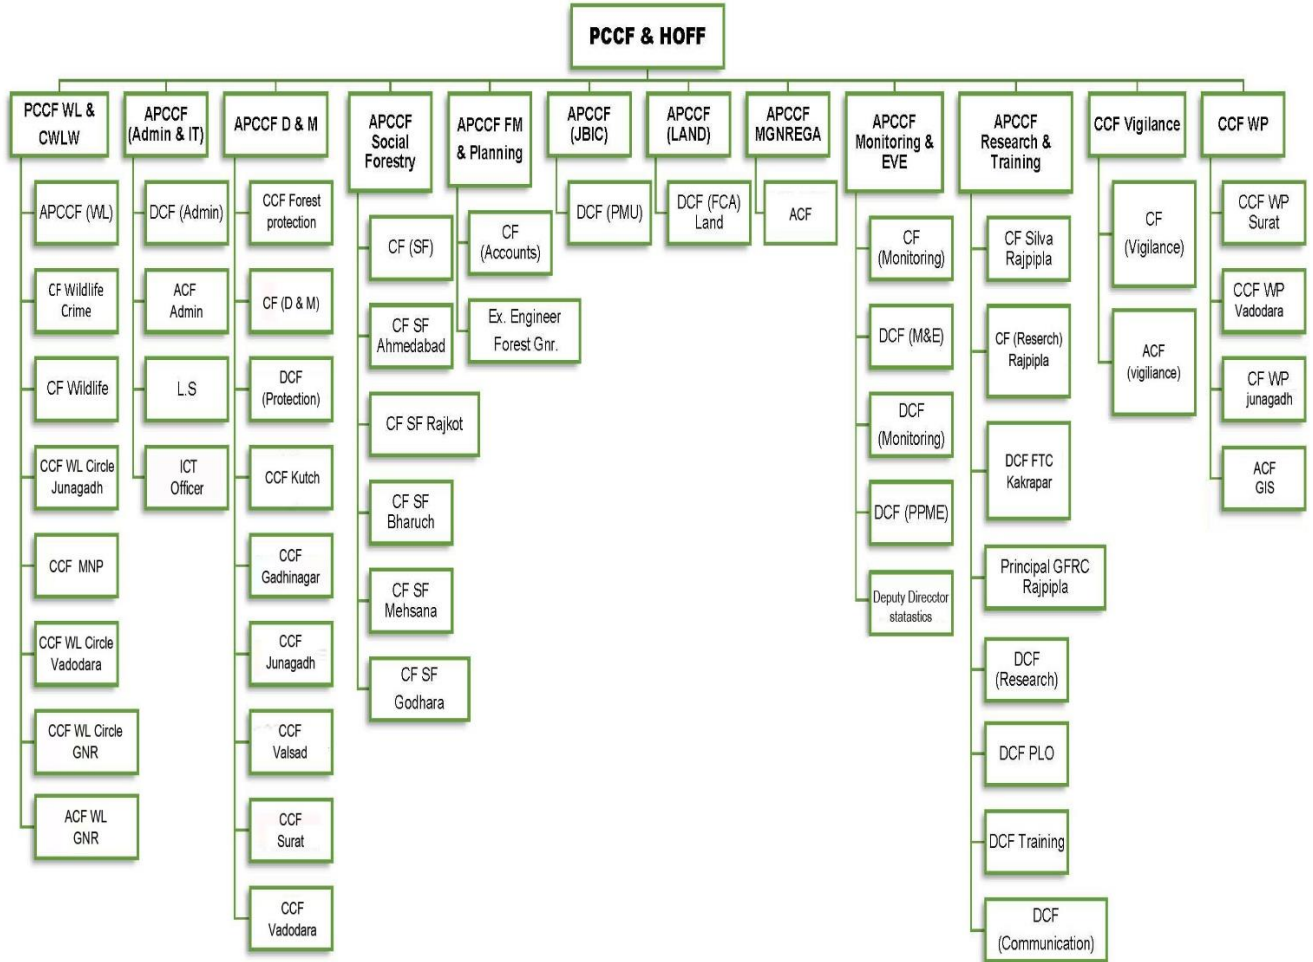 PCCF & HOFF
PCCF WL &
CWLW
APCCF (WL)
CF Wildlife
Crime
CF Wildlife
CCF WL Circle
Junagadh
CCF MNP
CCF WL Circle
Vadodara
CCF WL Circle
GNR
ACF WL
GNR
APCCF
(Admin & IT)
DCF (Admin)
ACF
Admin
L.S
ICT
Officer
APCCF D & M
CCF Forest
protection
CF (D & M)
DCF
(Protection)
CCF Kutch
CCF
Gadhinagar
CCF
Junagadh
CCF
Valsad
CCF
Surat
CCF
Vadodara
APCCF
Social
Forestry
CF (SF)
CF SF
Ahmedabad
CF SF Rajkot
CF SF
Bharuch
CF SF
Mehsana
CF SF
Godhara
APCCF FM
& Planning
CF
(Accounts)
Ex. Engineer
Forest Gnr.
APCCF
(JBIC)
DCF (PMU)
APCCF
(LAND)
DCF (FCA)
Land
APCCF
MGNREGA
ACF
APCCF
Monitoring &
EVE
CF
(Monitoring)
DCF (M&E)
DCF
(Monitoring)
DCF (PPME)
Deputy Direcctor
statastics
APCCF
Research &
Training
CF Silva
Rajpipla
CF (Reserch)
Rajpipla
DCF FTC
Kakrapar
Principal GFRC
Rajpipla
DCF
(Research)
DCF PLO
DCF Training
DCF
(Communication)
CCF Vigilance
CF
(Vigilance)
ACF
(vigiliance)
CCF WP
CCF WP
Surat
CCF WP
Vadodara
CF WP
junagadh
ACF
GIS